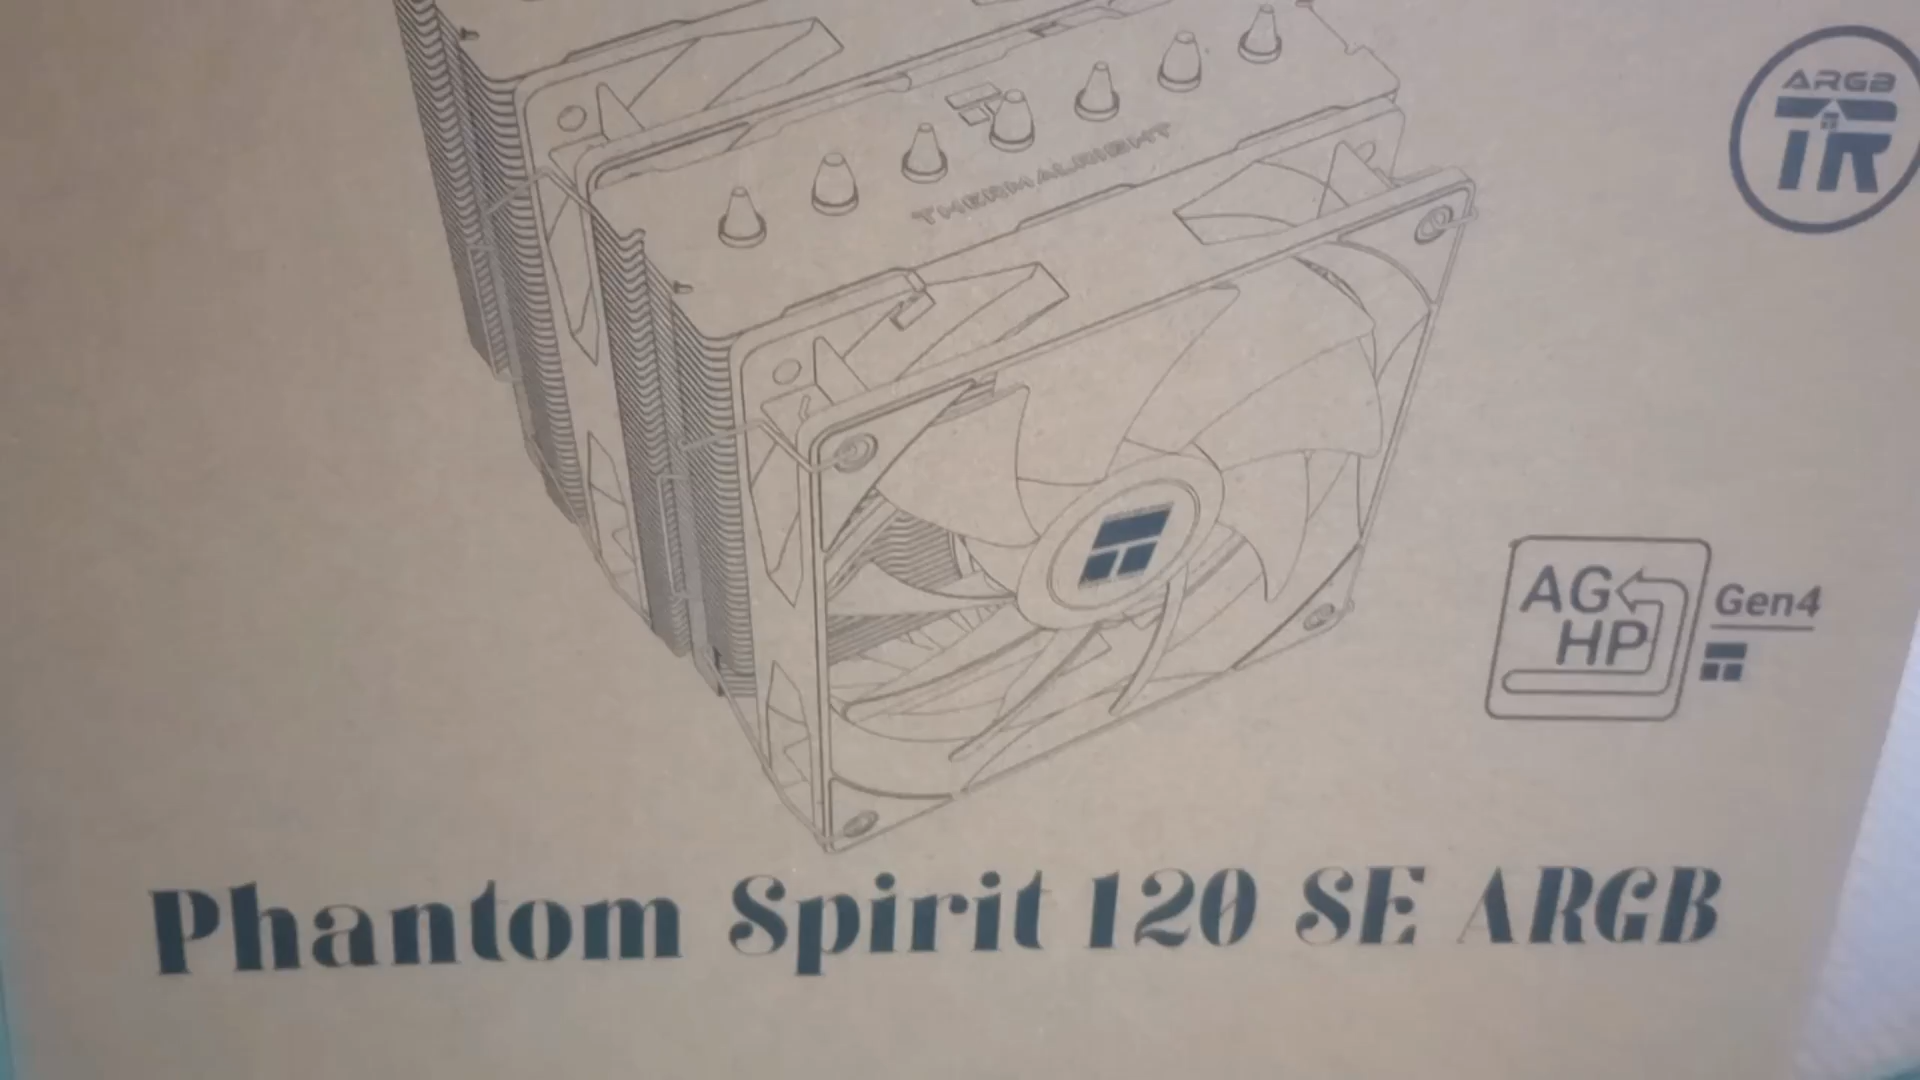 ARGB
TR
THERMALRIGHT
AG
HP
Gen4
Phantom Spirit 120 SE ARGB